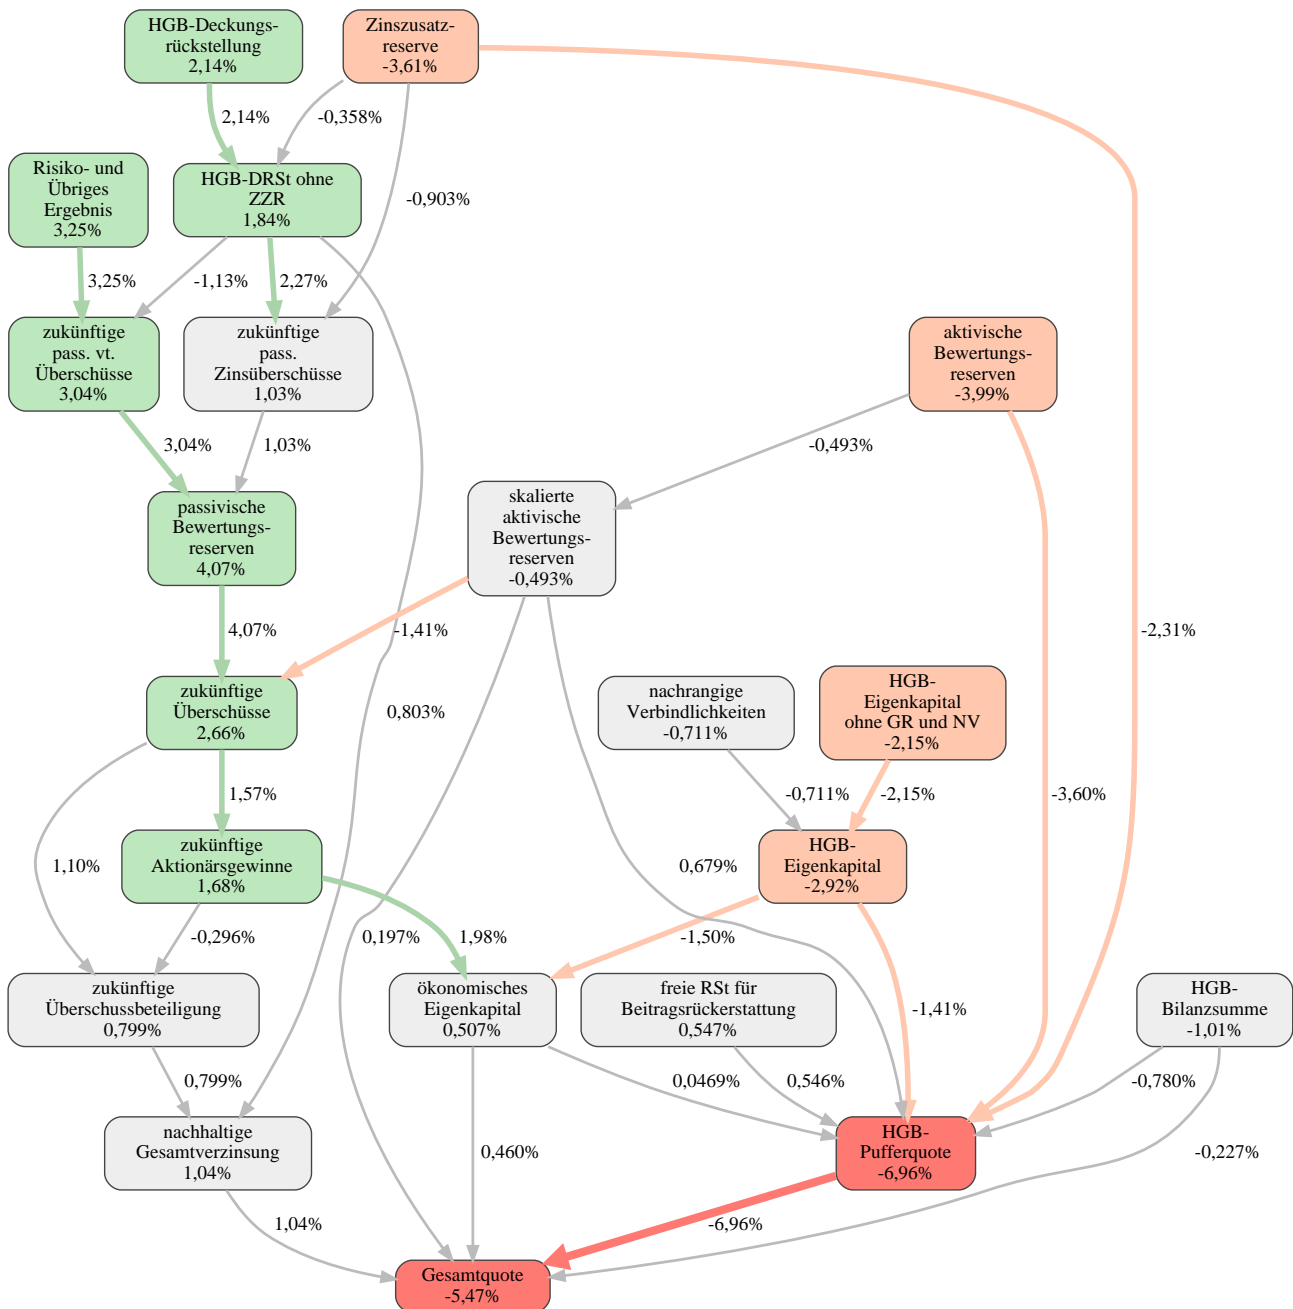 HGB-Deckungs-
rückstellung
2,14%
Zinszusatz-
reserve
-3,61%
2,14%
-0,358%
Risiko- und
Übriges
Ergebnis
3,25%
HGB-DRSt ohne
ZZR
1,84%
-0,903%
3,25%
-1,13%
2,27%
zukünftige
pass. vt.
Überschüsse
3,04%
zukünftige
pass.
Zinsüberschüsse
1,03%
aktivische
Bewertungs-
reserven
-3,99%
3,04%
1,03%
-0,493%
passivische
Bewertungs-
reserven
4,07%
skalierte
aktivische
Bewertungs-
reserven
-0,493%
4,07%
-1,41%
-2,31%
zukünftige
Überschüsse
2,66%
0,803%
nachrangige
Verbindlichkeiten
-0,711%
HGB-
Eigenkapital
ohne GR und NV
-2,15%
1,57%
-0,711%
-2,15%
-3,60%
1,10%
zukünftige
Aktionärsgewinne
1,68%
0,679%
HGB-
Eigenkapital
-2,92%
-0,296%
0,197%
1,98%
-1,50%
zukünftige
Überschussbeteiligung
0,799%
ökonomisches
Eigenkapital
0,507%
freie RSt für
Beitragsrückerstattung
0,547%
-1,41%
HGB-
Bilanzsumme
-1,01%
0,799%
0,0469%
0,546%
-0,780%
nachhaltige
Gesamtverzinsung
1,04%
0,460%
HGB-
Pufferquote
-6,96%
-0,227%
1,04%
-6,96%
Gesamtquote
-5,47%